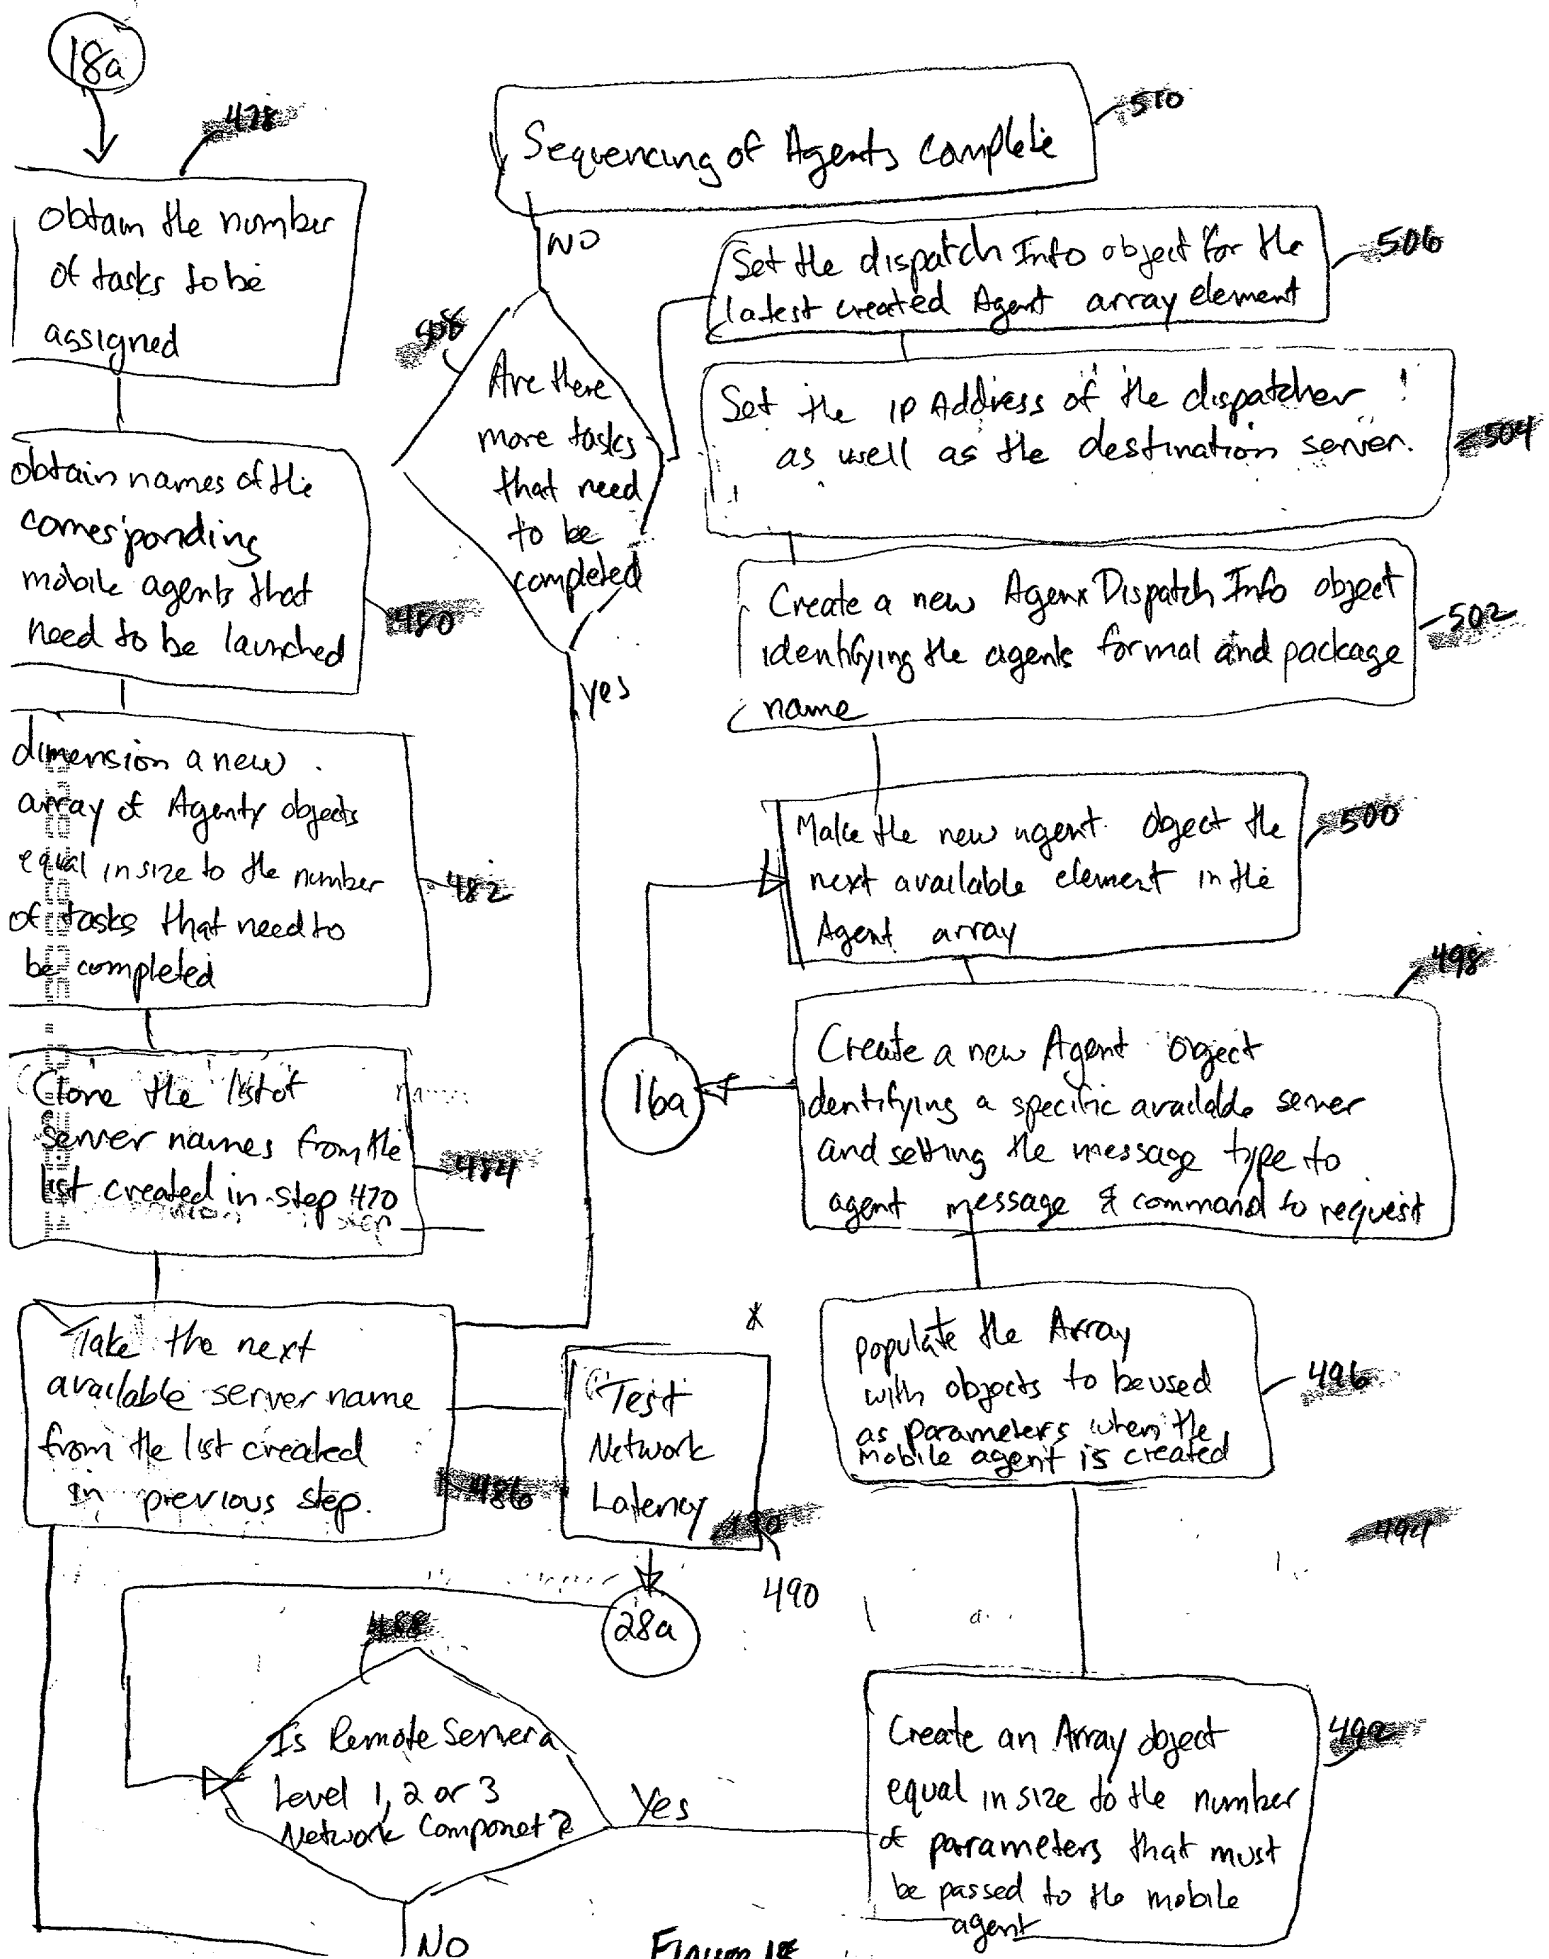 18a
478
Obtain the number
of tasks to be
assigned
obtain names of the
corresponding
mobile agents that
need to be launched
480
dimension a new
array of Agenty objects
equal in size to the number
of tasks that need to
be completed
482
Clone the list of
server names from the
list created in step 470
484
Take the next
available server name
from the list created
in previous step.
486
Test
Network
Latency
490
28a
488
Is Remote Server a
Level 1, 2 or 3
Network Componet?
Yes
NO
Create an Array object
equal in size to the number
of parameters that must
be passed to the mobile
agent
492
494
populate the Array
with objects to be used
as parameters when the
mobile agent is created
496
Create a new Agent Object
identifying a specific available server
and setting the message type to
agent message & command to request
498
16a
Make the new agent object the
next available element in the
Agent array
500
Create a new Agenx Dispatch Info object
identifying the agents formal and package
name
502
Set the IP Address of the dispatcher
as well as the destination server.
504
Set the dispatch Info object for the
latest created Agent array element
506
508
Are there
more tasks
that need
to be
completed
yes
NO
Sequencing of Agents complete
510
Figure 18